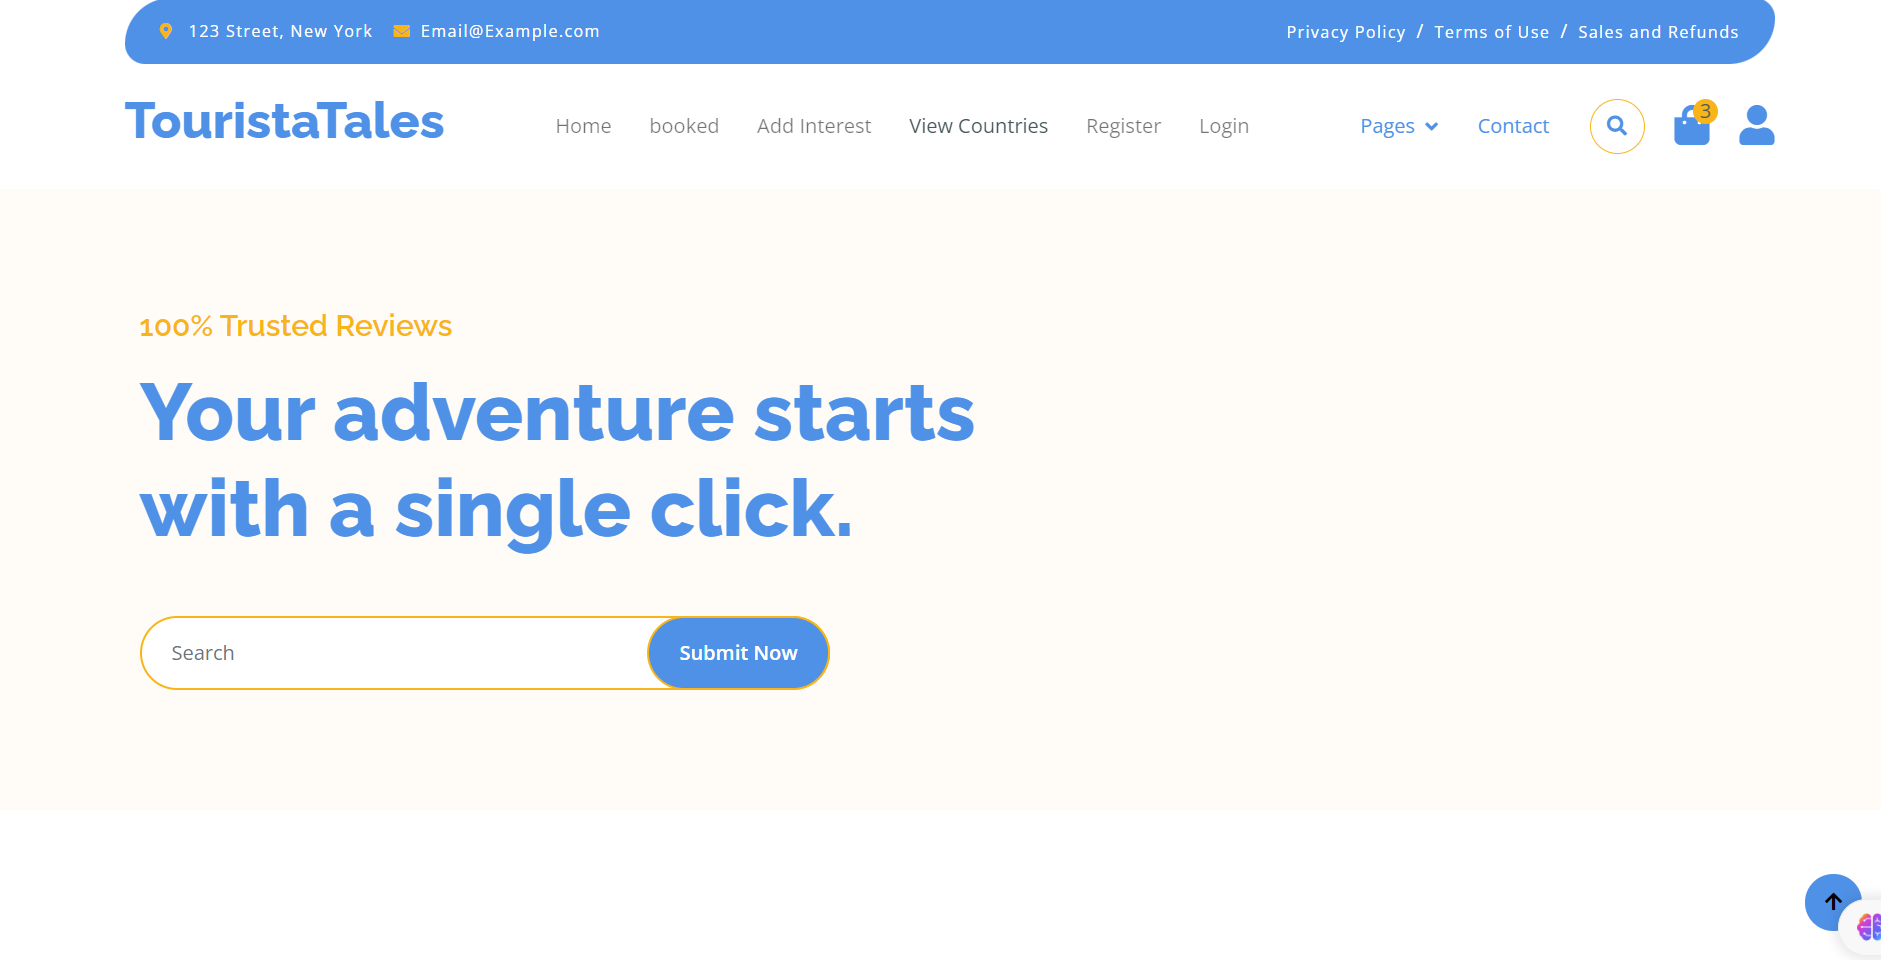 123 Street, New York Email@Example.com Privacy Policy / Terms of Use / Sales and Refunds
TouristaTales Home booked Add Interest View Countries Register Login Pages Contact 3
100% Trusted Reviews
Your adventure starts
with a single click.
Search Submit Now